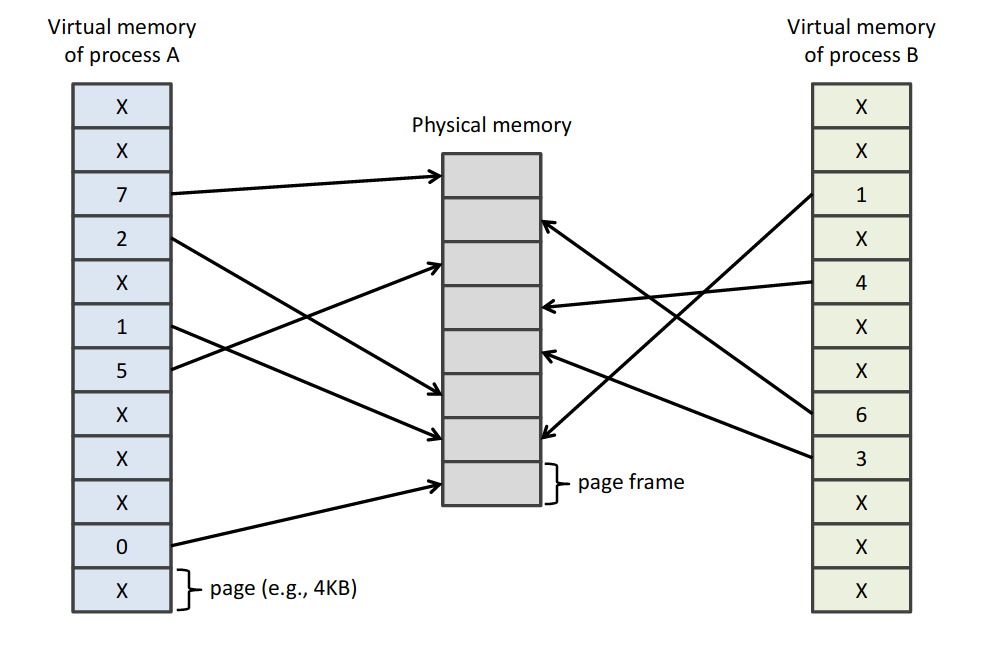 Virtual memory
of process A
X
X
7
2
X
1
5
X
X
X
0
X
page (e.g., 4KB)
Physical memory
page frame
Virtual memory
of process B
X
X
1
X
4
X
X
6
3
X
X
X